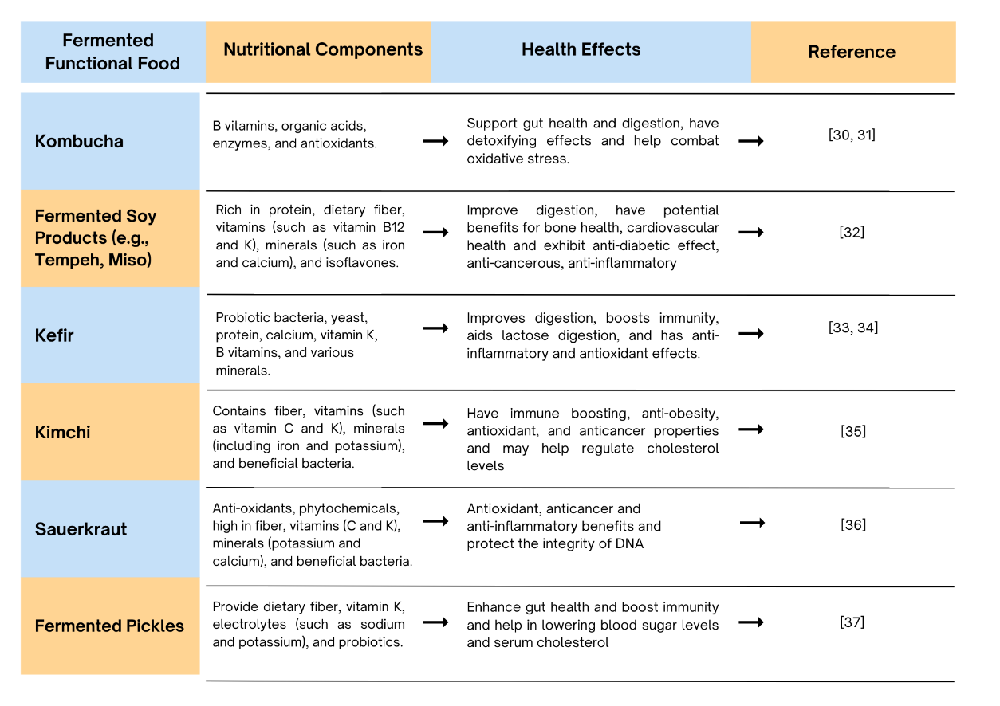 Fermented
Functional Food
Nutritional Components
Health Effects
Reference
Kombucha
B vitamins, organic acids,
enzymes, and antioxidants.
Support gut health and digestion, have
detoxifying effects and help combat
oxidative stress.
[30, 31]
Fermented Soy
Products (e.g.,
Tempeh, Miso)
Rich in protein, dietary fiber,
vitamins (such as vitamin B12
and K), minerals (such as iron
and calcium), and isoflavones.
Improve digestion, have potential
benefits for bone health, cardiovascular
health and exhibit anti-diabetic effect,
anti-cancerous, anti-inflammatory
[32]
Kefir
Probiotic bacteria, yeast,
protein, calcium, vitamin K,
B vitamins, and various
minerals.
Improves digestion, boosts immunity,
aids lactose digestion, and has anti-
inflammatory and antioxidant effects.
[33, 34]
Kimchi
Contains fiber, vitamins (such
as vitamin C and K), minerals
(including iron and potassium),
and beneficial bacteria.
Have immune boosting, anti-obesity,
antioxidant, and anticancer properties
and may help regulate cholesterol
levels
[35]
Sauerkraut
Anti-oxidants, phytochemicals,
high in fiber, vitamins (C and K),
minerals (potassium and
calcium), and beneficial bacteria.
Antioxidant, anticancer and
anti-inflammatory benefits and
protect the integrity of DNA
[36]
Fermented Pickles
Provide dietary fiber, vitamin K,
electrolytes (such as sodium
and potassium), and probiotics.
Enhance gut health and boost immunity
and help in lowering blood sugar levels
and serum cholesterol
[37]